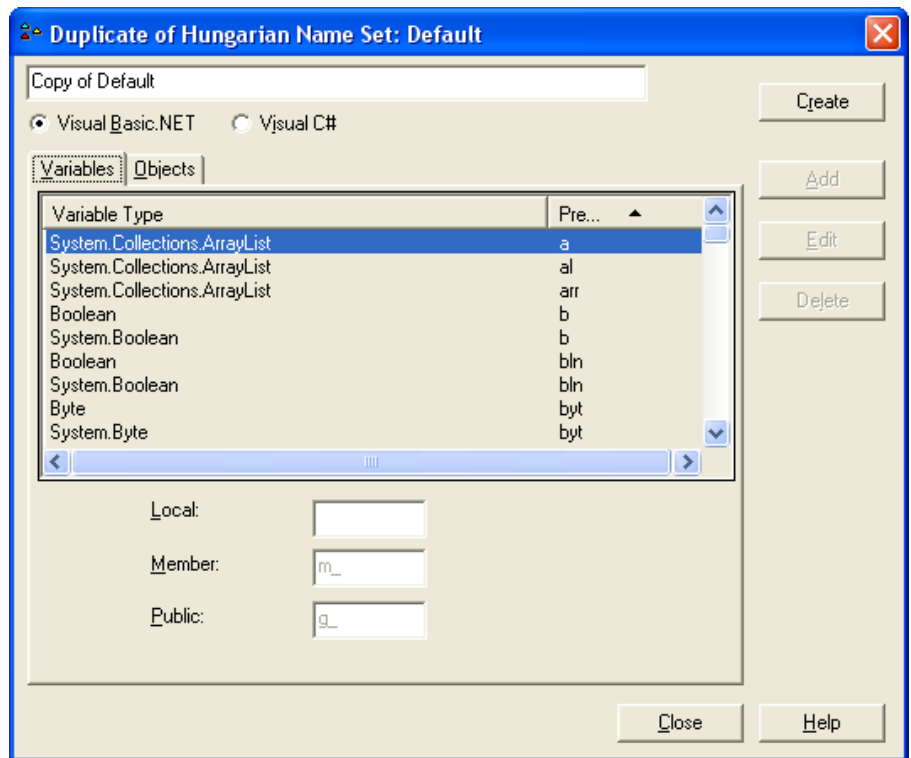 Duplicate of Hungarian Name Set: Default
Copy of Default
Create
Visual Basic.NET Visual C#
Variables Objects
Add
Variable Type Pre...
System.Collections.ArrayList a
Edit
System.Collections.ArrayList al
System.Collections.ArrayList arr
Delete
Boolean b
System.Boolean b
Boolean bln
System.Boolean bln
Byte byt
System.Byte byt
Local:
Member: m_
Public: g_
Close Help